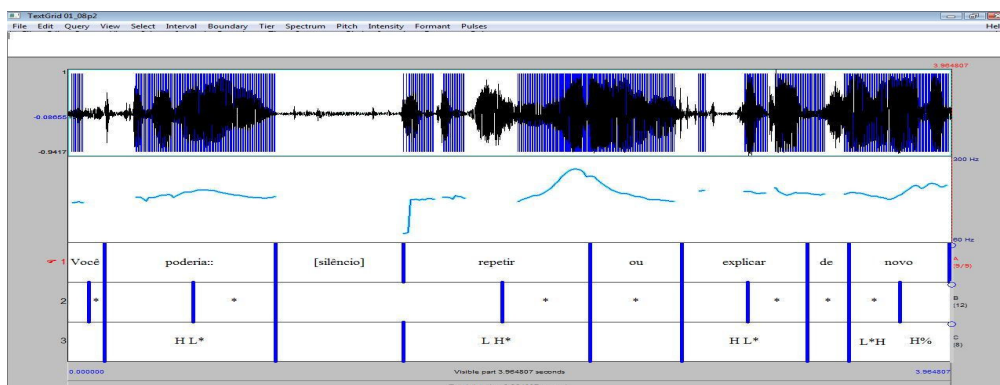 TextGrid 01_08p2
File Edit Query View Select Interval Boundary Tier Spectrum Pitch Intensity Formant Pulses Hel
3.964807
1
-0.08655
-0.9417
300 Hz
60 Hz
1 Você poderia:: [silêncio] repetir ou explicar de novo A (9/9)
2 * * * * * * * B (12)
3 H L* L H* H L* L*H H% C (8)
0.000000 Visible part 3.964807 seconds 3.964807